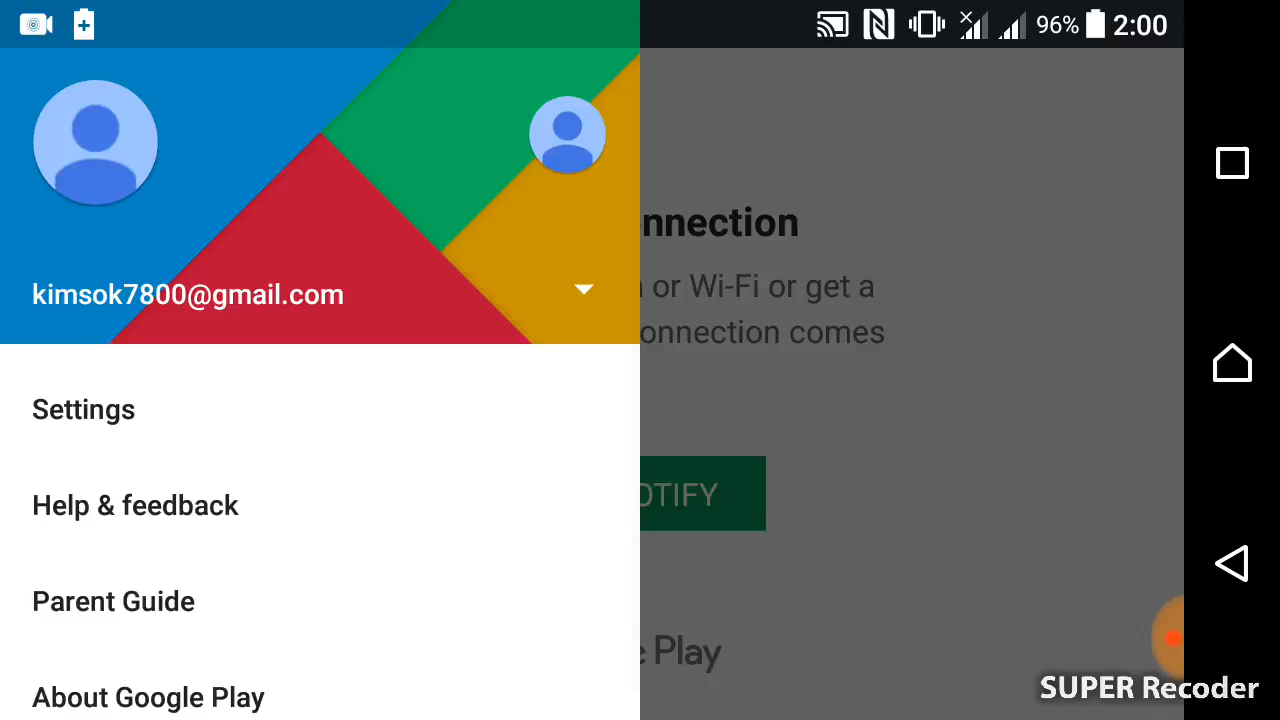 96% 2:00
kimsok7800@gmail.com
Settings
Help & feedback
Parent Guide
About Google Play
nnection
or Wi-Fi or get a
onnection comes
OTIFY
Play
SUPER Recoder